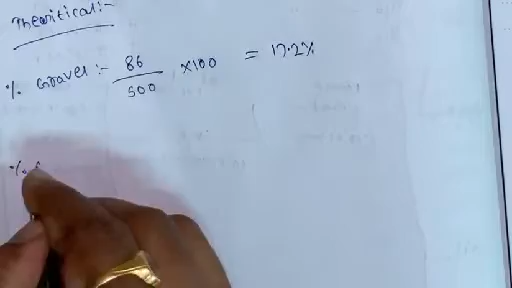 Theoritical:-
% Gravel :- 86/500 ×100 = 17.2%
%